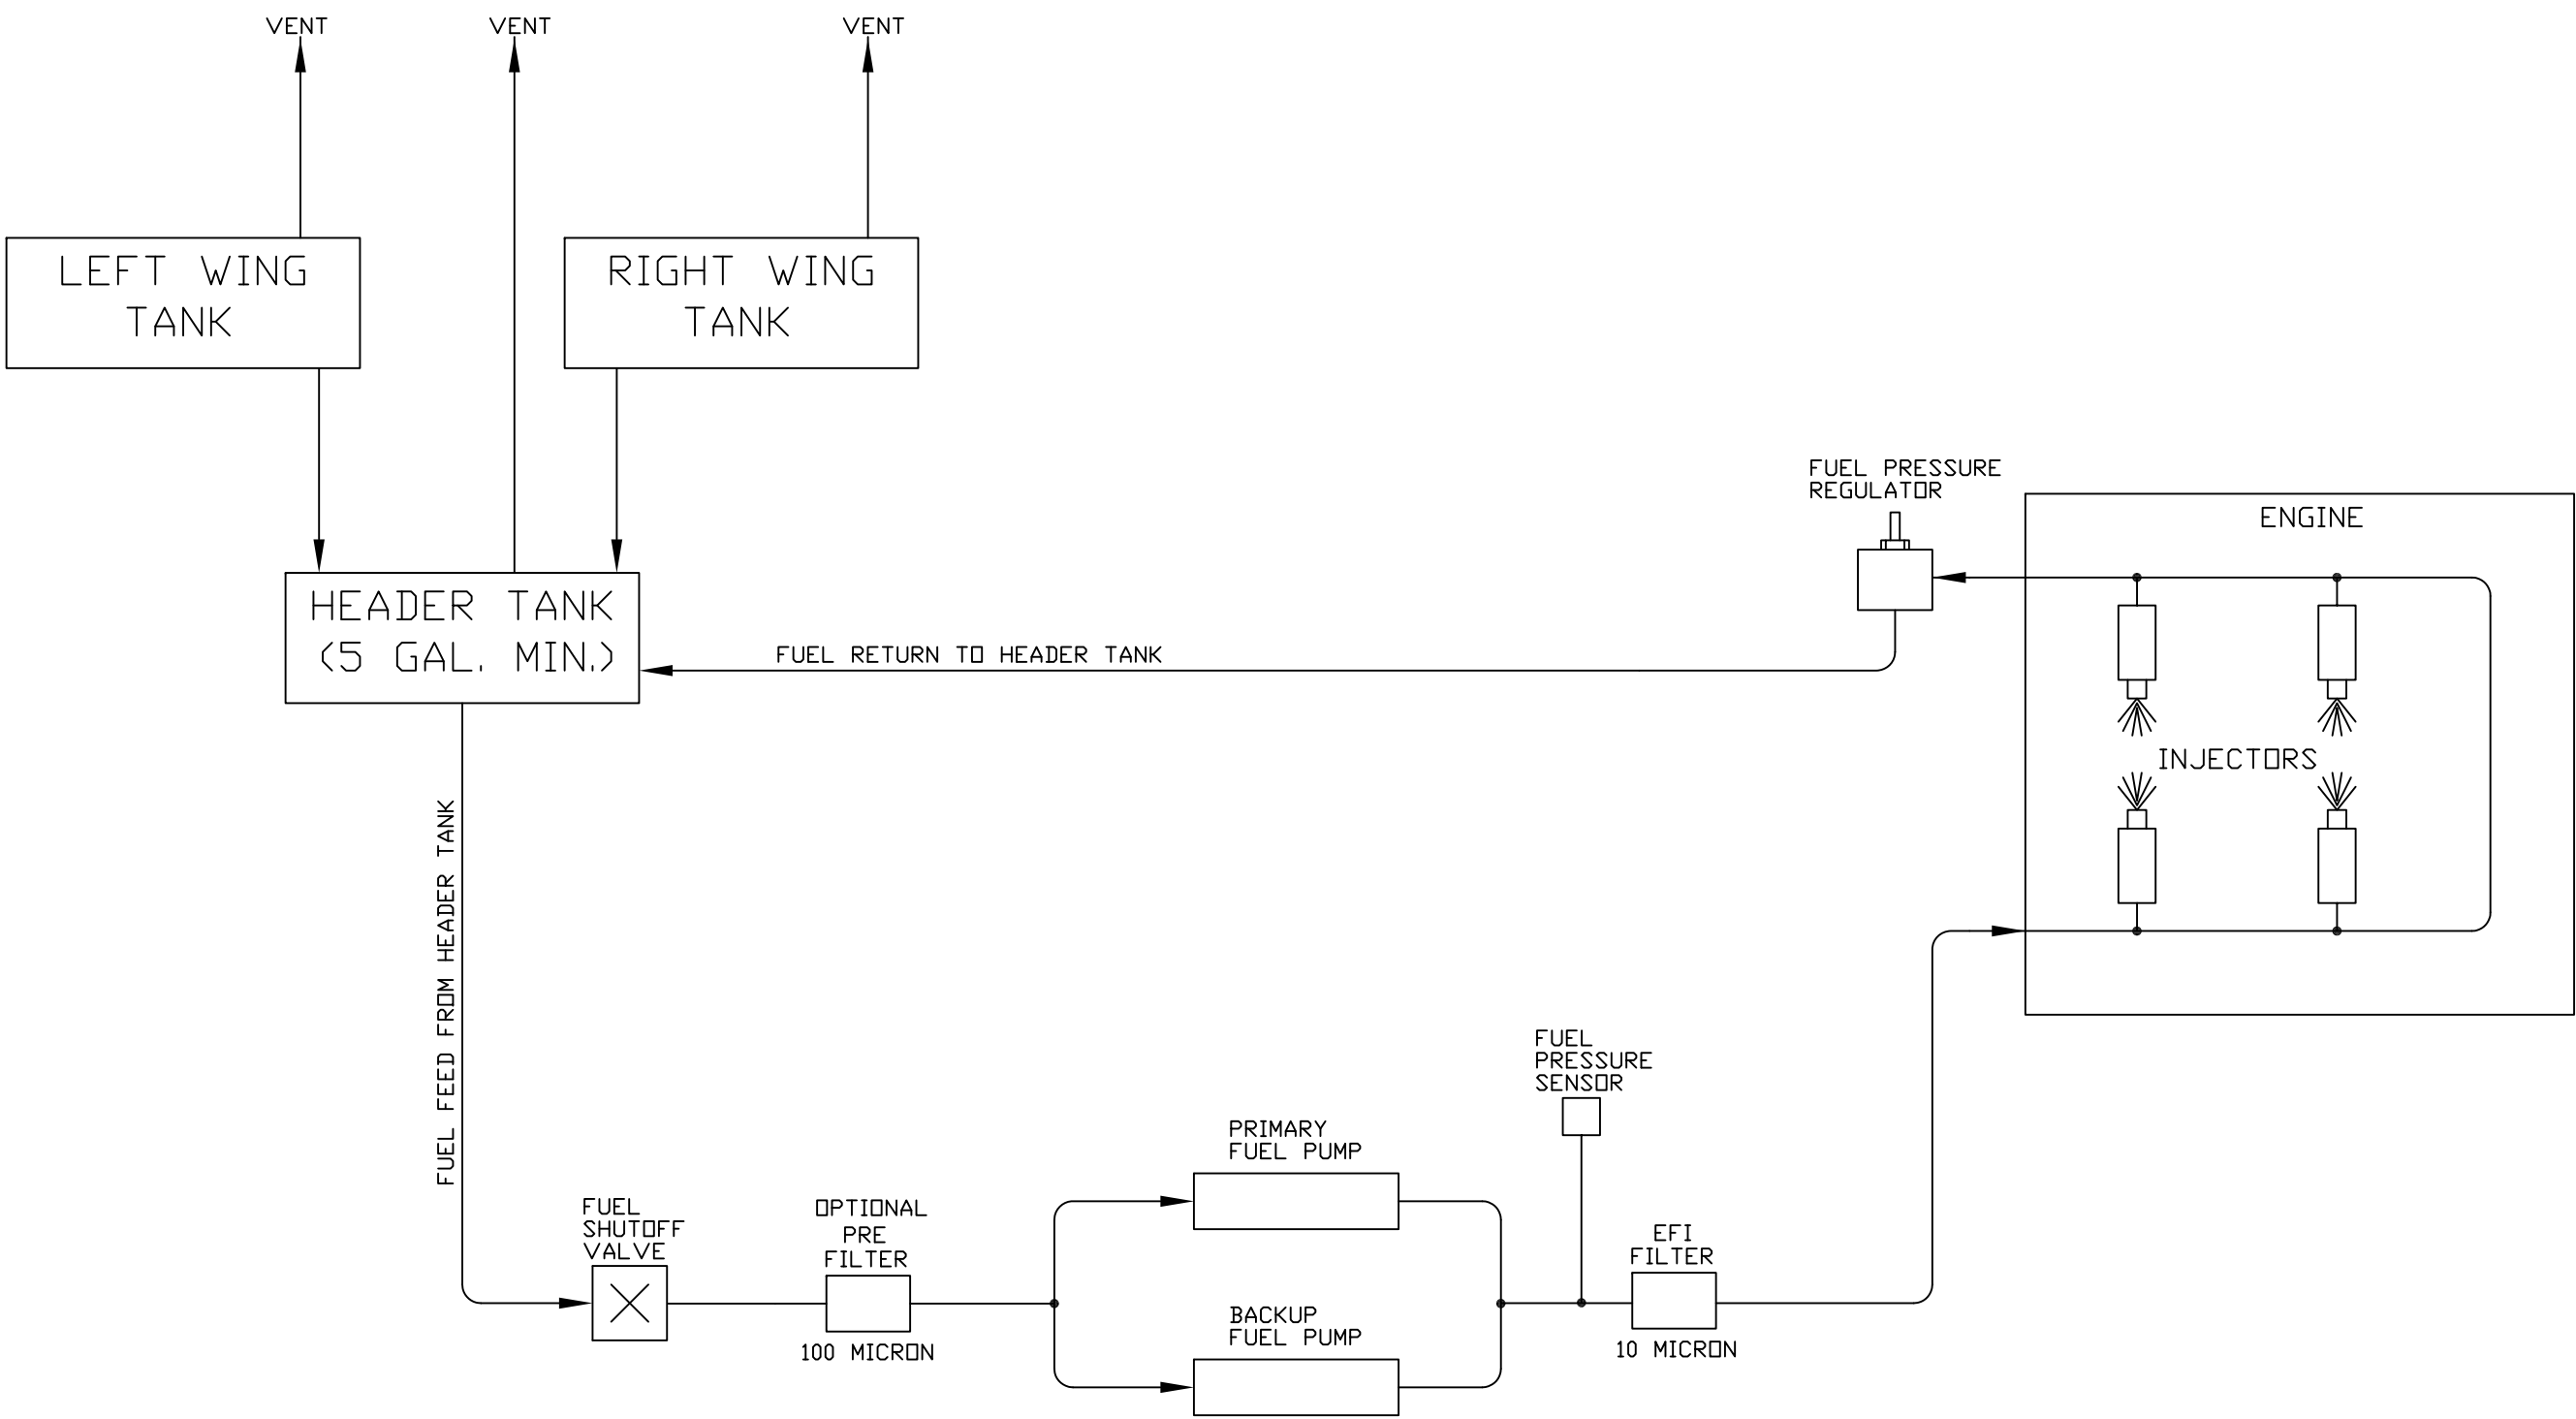 VENT
VENT
VENT
LEFT WING
TANK
RIGHT WING
TANK
FUEL PRESSURE
REGULATOR
ENGINE
HEADER TANK
(5 GAL. MIN.)
FUEL RETURN TO HEADER TANK
INJECTORS
FUEL FEED FROM HEADER TANK
FUEL
PRESSURE
SENSOR
PRIMARY
FUEL PUMP
FUEL
SHUTOFF
VALVE
OPTIONAL
PRE
FILTER
100 MICRON
EFI
FILTER
10 MICRON
BACKUP
FUEL PUMP